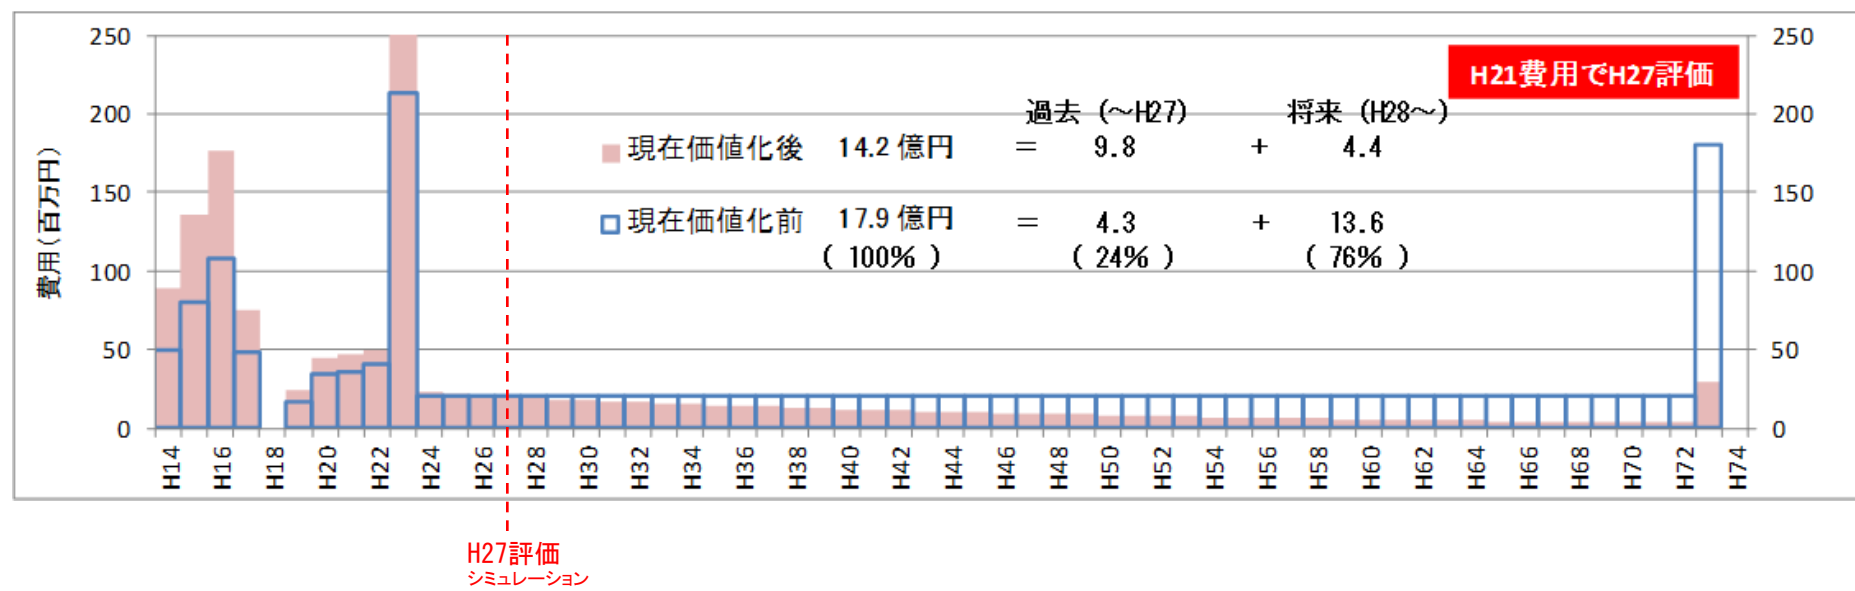 250
200
150
100
50
0
費用（百万円）
250
200
150
100
50
0
H21費用でH27評価
過去（～H27） 将来（H28～）
現在価値化後 14.2 億円 ＝ 9.8 ＋ 4.4
現在価値化前 17.9 億円 ＝ 4.3 ＋ 13.6
（ 100% ） （ 24% ） （ 76% ）
H14 H16 H18 H20 H22 H24 H26 H28 H30 H32 H34 H36 H38 H40 H42 H44 H46 H48 H50 H52 H54 H56 H58 H60 H62 H64 H66 H68 H70 H72 H74
H27評価
シミュレーション